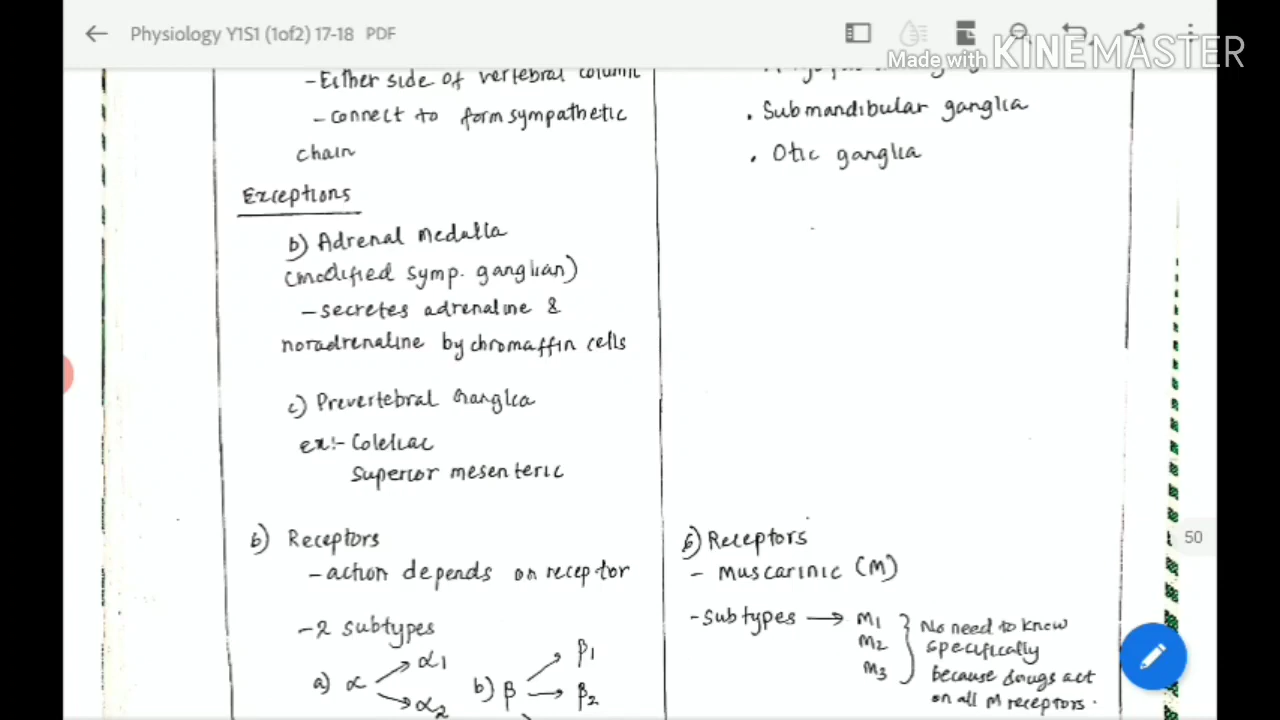 Physiology Y1S1 (1of2) 17-18 PDF
Made with KINEMASTER
- Either side of vertebral column
- connect to form sympathetic
chain
Exceptions
b) Adrenal Medulla
(modified symp. ganglian)
- secretes adrenaline &
noradrenaline by chromaffin cells
c) Prevertebral Ganglia
ex:- Coleliac
Superior mesenteric
6) Receptors
- action depends on receptor
- 2 subtypes
a) α α1
α2
b) β β1
β2
. Submandibular ganglia
. Otic ganglia
6) Receptors
- Muscarinic (M)
- Subtypes → M1
M2
M3
No need to know
specifically
because drugs act
on all M receptors.
50